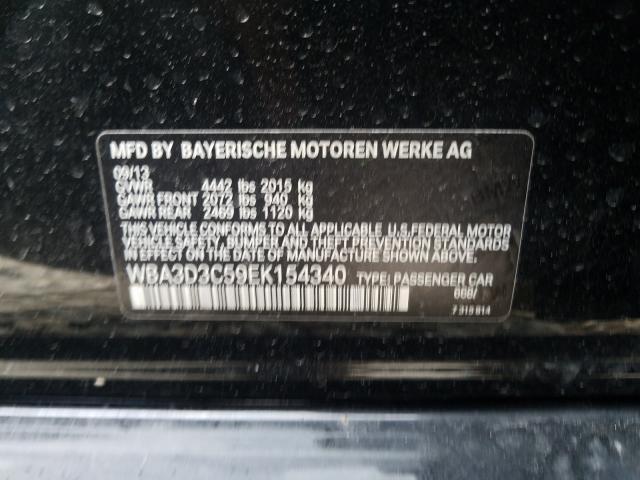 MFD BY BAYERISCHE MOTOREN WERKE AG
09/13
GVWR 4442 lbs 2015 kg
GAWR FRONT 2072 lbs 940 kg
GAWR REAR 2469 lbs 1120 kg
THIS VEHICLE CONFORMS TO ALL APPLICABLE U.S.FEDERAL MOTOR
VEHICLE SAFETY, BUMPER AND THEFT PREVENTION STANDARDS
IN EFFECT ON THE DATE OF MANUFACTURE SHOWN ABOVE.
WBA3D3C59EK154340 TYPE: PASSENGER CAR
668/
7 319 814